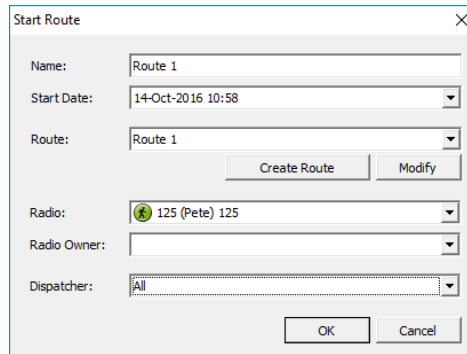 Start Route
Name: Route 1
Start Date: 14-Oct-2016 10:58
Route: Route 1
Create Route Modify
Radio: 125 (Pete) 125
Radio Owner:
Dispatcher: All
OK Cancel